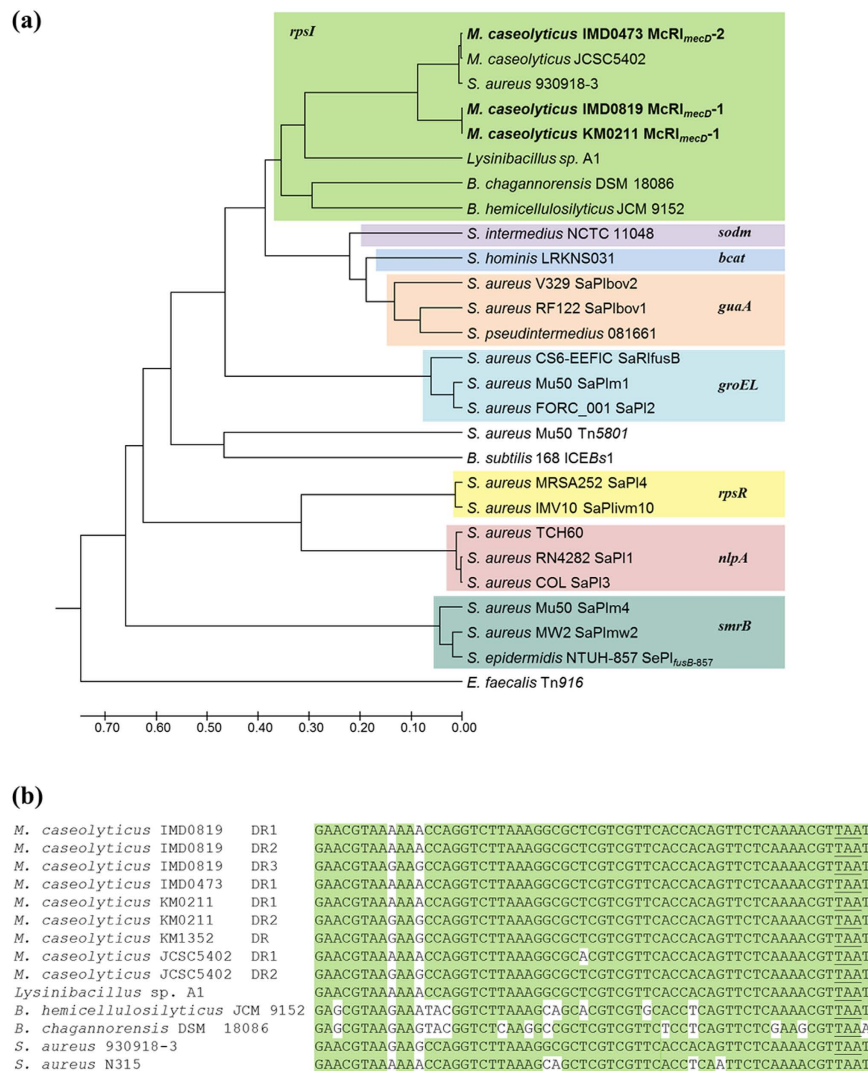 (a)
rpsI
M. caseolyticus IMD0473 McRImecD-2
M. caseolyticus JCSC5402
S. aureus 930918-3
M. caseolyticus IMD0819 McRImecD-1
M. caseolyticus KM0211 McRImecD-1
Lysinibacillus sp. A1
B. chagannorensis DSM 18086
B. hemicellulosilyticus JCM 9152
S. intermedius NCTC 11048 sodm
S. hominis LRKNS031 bcat
S. aureus V329 SaPIbov2
S. aureus RF122 SaPIbov1 guaA
S. pseudintermedius 081661
S. aureus CS6-EEFIC SaRIfusB
S. aureus Mu50 SaPIm1 groEL
S. aureus FORC_001 SaPI2
S. aureus Mu50 Tn5801
B. subtilis 168 ICEBs1
S. aureus MRSA252 SaPI4 rpsR
S. aureus IMV10 SaPIivm10
S. aureus TCH60
S. aureus RN4282 SaPI1 nlpA
S. aureus COL SaPI3
S. aureus Mu50 SaPIm4
S. aureus MW2 SaPImw2 smrB
S. epidermidis NTUH-857 SePIfusB-857
E. faecalis Tn916
0.70 0.60 0.50 0.40 0.30 0.20 0.10 0.00
(b)
M. caseolyticus IMD0819 DR1 GAACGTAAAAAACCAGGTCTTAAAGGCGCTCGTCGTTCACCACAGTTCTCAAAACGTTAAT
M. caseolyticus IMD0819 DR2 GAACGTAAAAAACCAGGTCTTAAAGGCGCTCGTCGTTCACCACAGTTCTCAAAACGTTAAT
M. caseolyticus IMD0819 DR3 GAACGTAAGAAGCCAGGTCTTAAAGGCGCTCGTCGTTCACCACAGTTCTCAAAACGTTAAT
M. caseolyticus IMD0473 DR1 GAACGTAAAAAACCAGGTCTTAAAGGCGCTCGTCGTTCACCACAGTTCTCAAAACGTTAAT
M. caseolyticus KM0211 DR1 GAACGTAAAAAACCAGGTCTTAAAGGCGCTCGTCGTTCACCACAGTTCTCAAAACGTTAAT
M. caseolyticus KM0211 DR2 GAACGTAAGAAGCCAGGTCTTAAAGGCGCTCGTCGTTCACCACAGTTCTCAAAACGTTAAT
M. caseolyticus KM1352 DR GAACGTAAGAAGCCAGGTCTTAAAGGCGCTCGTCGTTCACCACAGTTCTCAAAACGTTAAT
M. caseolyticus JCSC5402 DR1 GAACGTAAAAAACCAGGTCTTAAAGGCGCACGTCGTTCACCACAGTTCTCAAAACGTTAAT
M. caseolyticus JCSC5402 DR2 GAACGTAAGAAGCCAGGTCTTAAAGGCGCTCGTCGTTCACCACAGTTCTCAAAACGTTAAT
Lysinibacillus sp. A1 GAACGTAAAAAACCAGGTCTTAAAGGCGCTCGTCGTTCACCACAGTTCTCAAAACGTTAAT
B. hemicellulosilyticus JCM 9152 GAGCGTAAGAAATACGGTCTTAAAGCAGCACGTCGTGCACCTCAGTTCTCAAAACGTTAAT
B. chagannorensis DSM 18086 GAGCGTAAGAAGTACGGTCTCAAGGCCGCTCGTCGTTCTCCTCAGTTCTCGAAGCGTTAAA
S. aureus 930918-3 GAACGTAAGAAGCCAGGTCTTAAAGGCGCTCGTCGTTCACCACAGTTCTCAAAACGTTAAT
S. aureus N315 GAACGTAAAAAACCAGGTCTTAAAGCAGCTCGTCGTTCACCTCAATTCTCAAAACGTTAAT